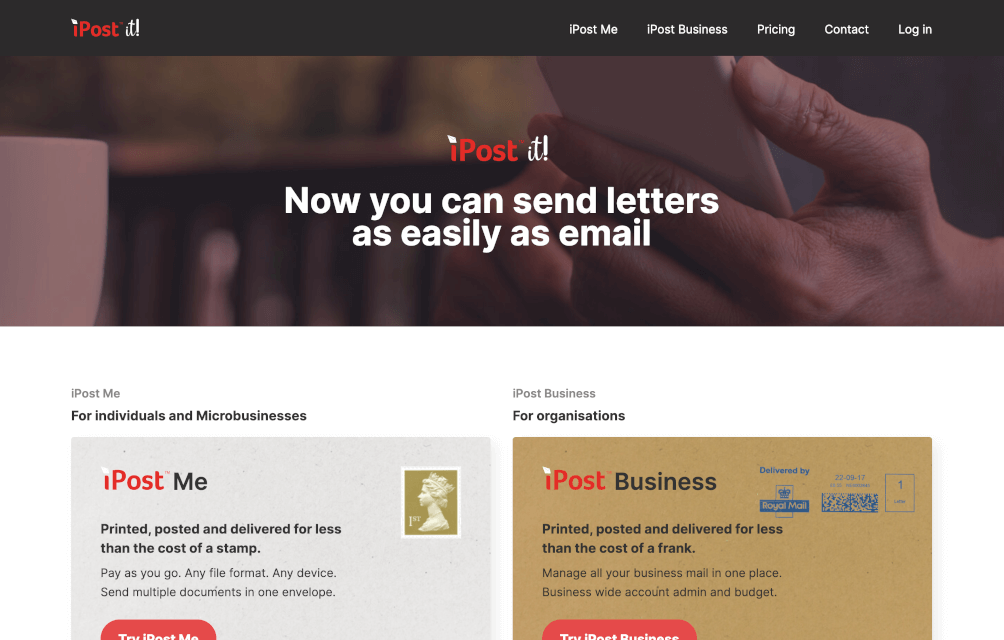 iPost it!
iPost Me
iPost Business
Pricing
Contact
Log in
iPost it!
Now you can send letters
as easily as email
iPost Me
For individuals and Microbusinesses
iPost™ Me
1ST
Printed, posted and delivered for less
than the cost of a stamp.
Pay as you go. Any file format. Any device.
Send multiple documents in one envelope.
Try iPost Me
iPost Business
For organisations
iPost™ Business
Delivered by
Royal Mail
22-09-17
1
Printed, posted and delivered for less
than the cost of a frank.
Manage all your business mail in one place.
Business wide account admin and budget.
Try iPost Business